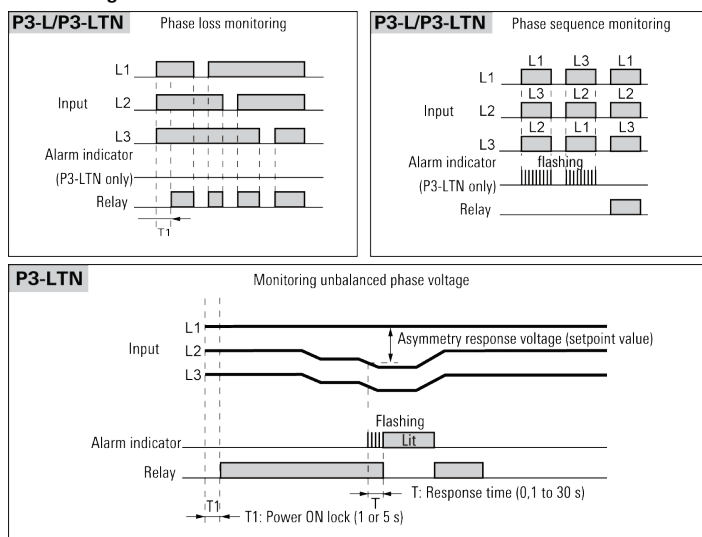 P3-L/P3-LTN Phase loss monitoring
L1
Input L2
L3
Alarm indicator
(P3-LTN only)
Relay
T1
P3-L/P3-LTN Phase sequence monitoring
L1 L3 L1
L1
L3 L2 L2
Input L2
L2 L1 L3
L3
Alarm indicator flashing
(P3-LTN only)
Relay
P3-LTN Monitoring unbalanced phase voltage
L1
Asymmetry response voltage (setpoint value)
Input L2
L3
Flashing
Alarm indicator Lit
Relay
T T: Response time (0,1 to 30 s)
T1 T1: Power ON lock (1 or 5 s)